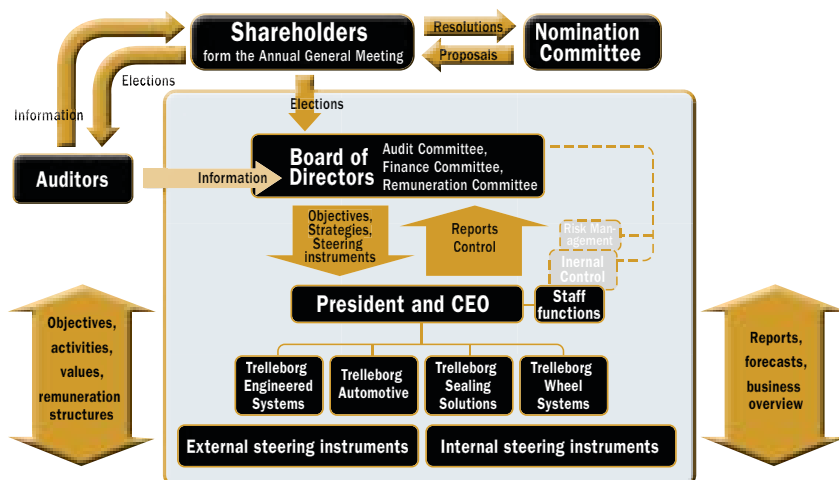 Shareholders
form the Annual General Meeting
Resolutions
Proposals
Nomination
Committee
Elections
Information
Elections
Auditors
Information
Board of
Directors
Audit Committee,
Finance Committee,
Remuneration Committee
Objectives,
Strategies,
Steering
instruments
Reports
Control
Risk Man-
agement
Inernal
Control
President and CEO
Staff
functions
Objectives,
activities,
values,
remuneration
structures
Reports,
forecasts,
business
overview
Trelleborg
Engineered
Systems
Trelleborg
Automotive
Trelleborg
Sealing
Solutions
Trelleborg
Wheel
Systems
External steering instruments
Internal steering instruments